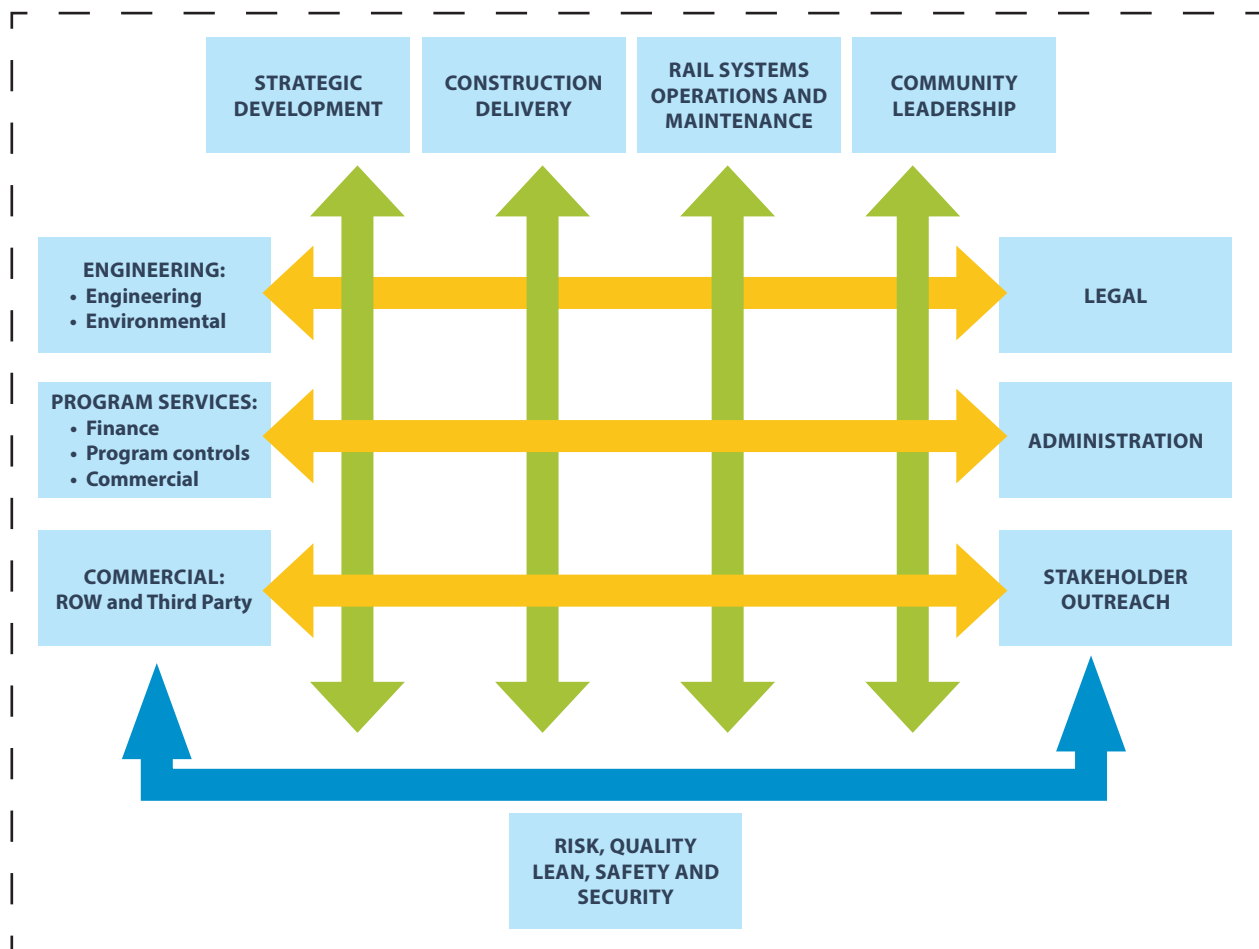 STRATEGIC
DEVELOPMENT
CONSTRUCTION
DELIVERY
RAIL SYSTEMS
OPERATIONS AND
MAINTENANCE
COMMUNITY
LEADERSHIP
ENGINEERING:
• Engineering
• Environmental
LEGAL
PROGRAM SERVICES:
• Finance
• Program controls
• Commercial
ADMINISTRATION
COMMERCIAL:
ROW and Third Party
STAKEHOLDER
OUTREACH
RISK, QUALITY
LEAN, SAFETY AND
SECURITY